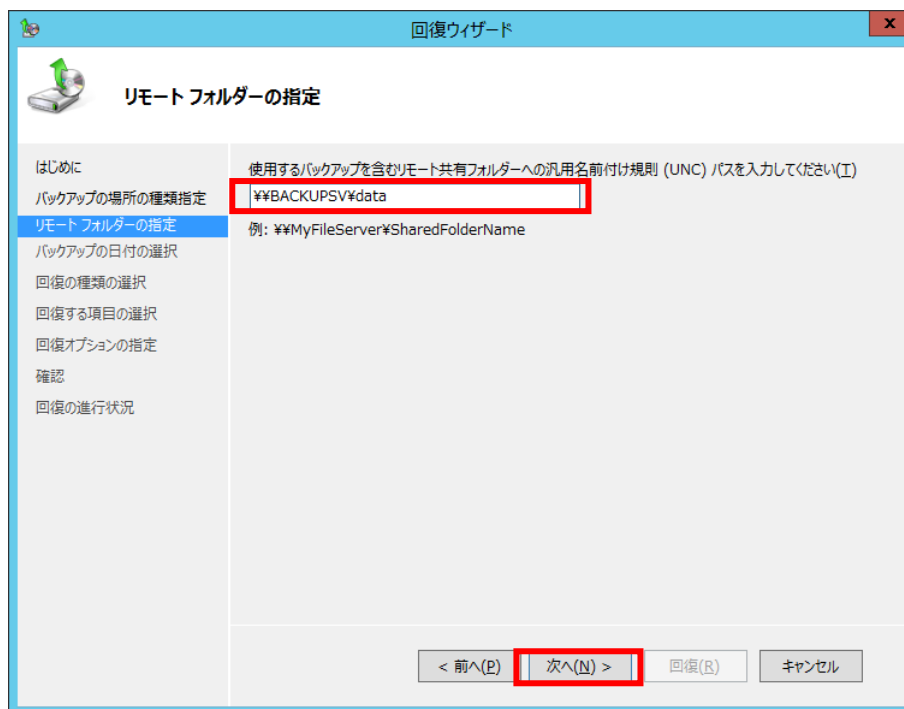 回復ウィザード
x
リモート フォルダーの指定
はじめに
バックアップの場所の種類指定
リモート フォルダーの指定
バックアップの日付の選択
回復の種類の選択
回復する項目の選択
回復オプションの指定
確認
回復の進行状況
使用するバックアップを含むリモート共有フォルダーへの汎用名前付け規則 (UNC) パスを入力してください(T)
¥¥BACKUPSV¥data
例: ¥¥MyFileServer¥SharedFolderName
< 前へ(P)
次へ(N) >
回復(R)
キャンセル